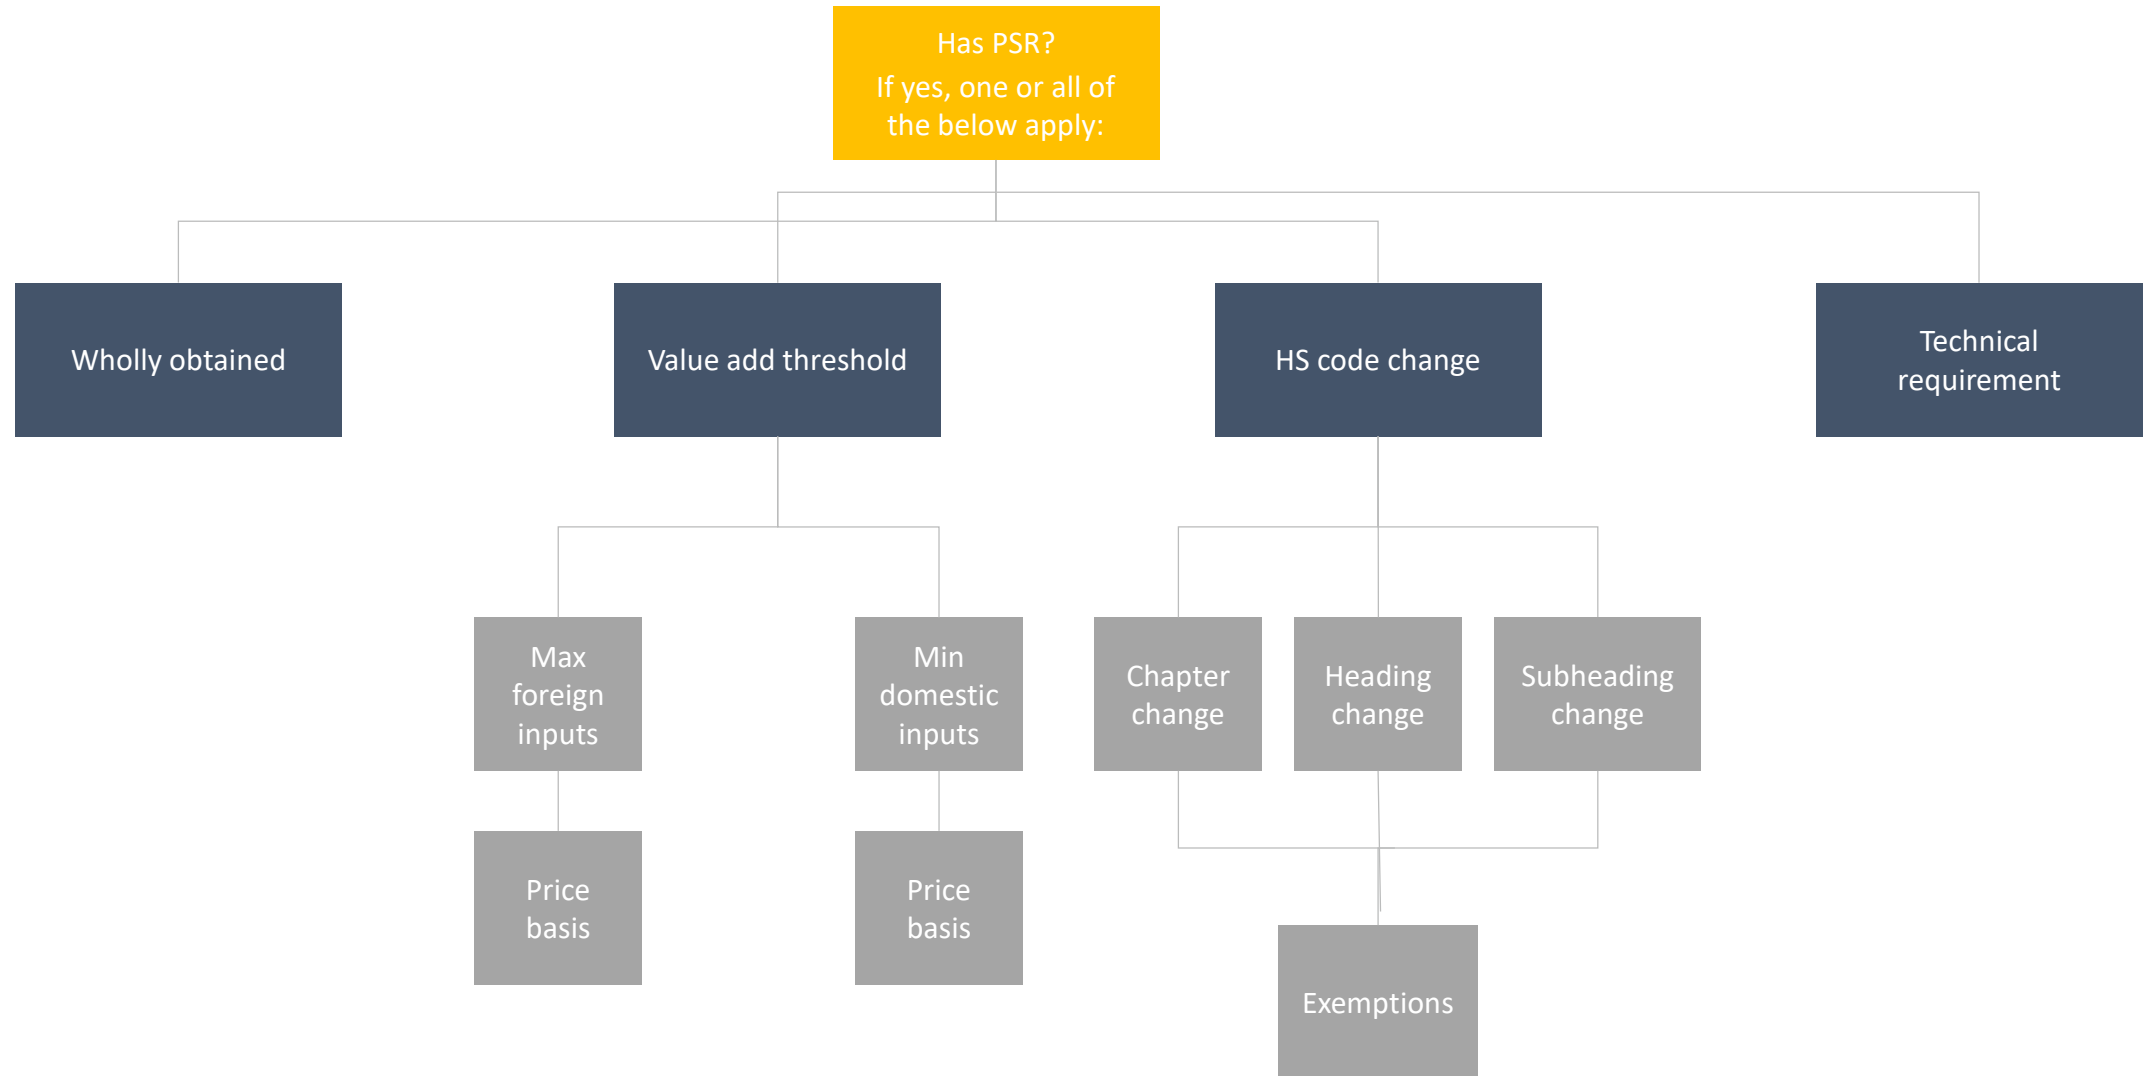 Has PSR?
If yes, one or all of
the below apply:
Wholly obtained
Value add threshold
HS code change
Technical
requirement
Max
foreign
inputs
Min
domestic
inputs
Chapter
change
Heading
change
Subheading
change
Price
basis
Price
basis
Exemptions